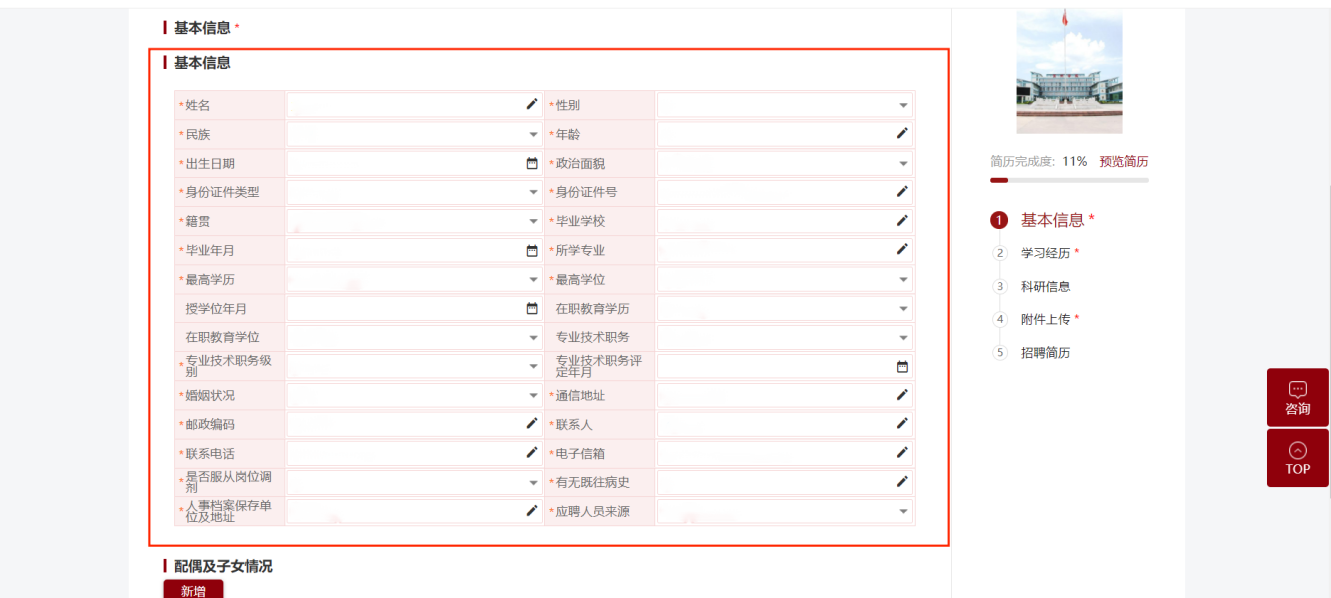 基本信息 *
基本信息
*姓名
*性别
*民族
*年龄
*出生日期
*政治面貌
*身份证件类型
*身份证件号
*籍贯
*毕业学校
*毕业年月
*所学专业
*最高学历
*最高学位
授学位年月
在职教育学历
在职教育学位
专业技术职务
*专业技术职务级
别
专业技术职务评
定年月
*婚姻状况
*通信地址
*邮政编码
*联系人
*联系电话
*电子信箱
*是否服从岗位调
剂
*有无既往病史
*人事档案保存单
位及地址
*应聘人员来源
配偶及子女情况
新增
简历完成度: 11% 预览简历
1 基本信息 *
2 学习经历 *
3 科研信息
4 附件上传 *
5 招聘简历
咨询
TOP